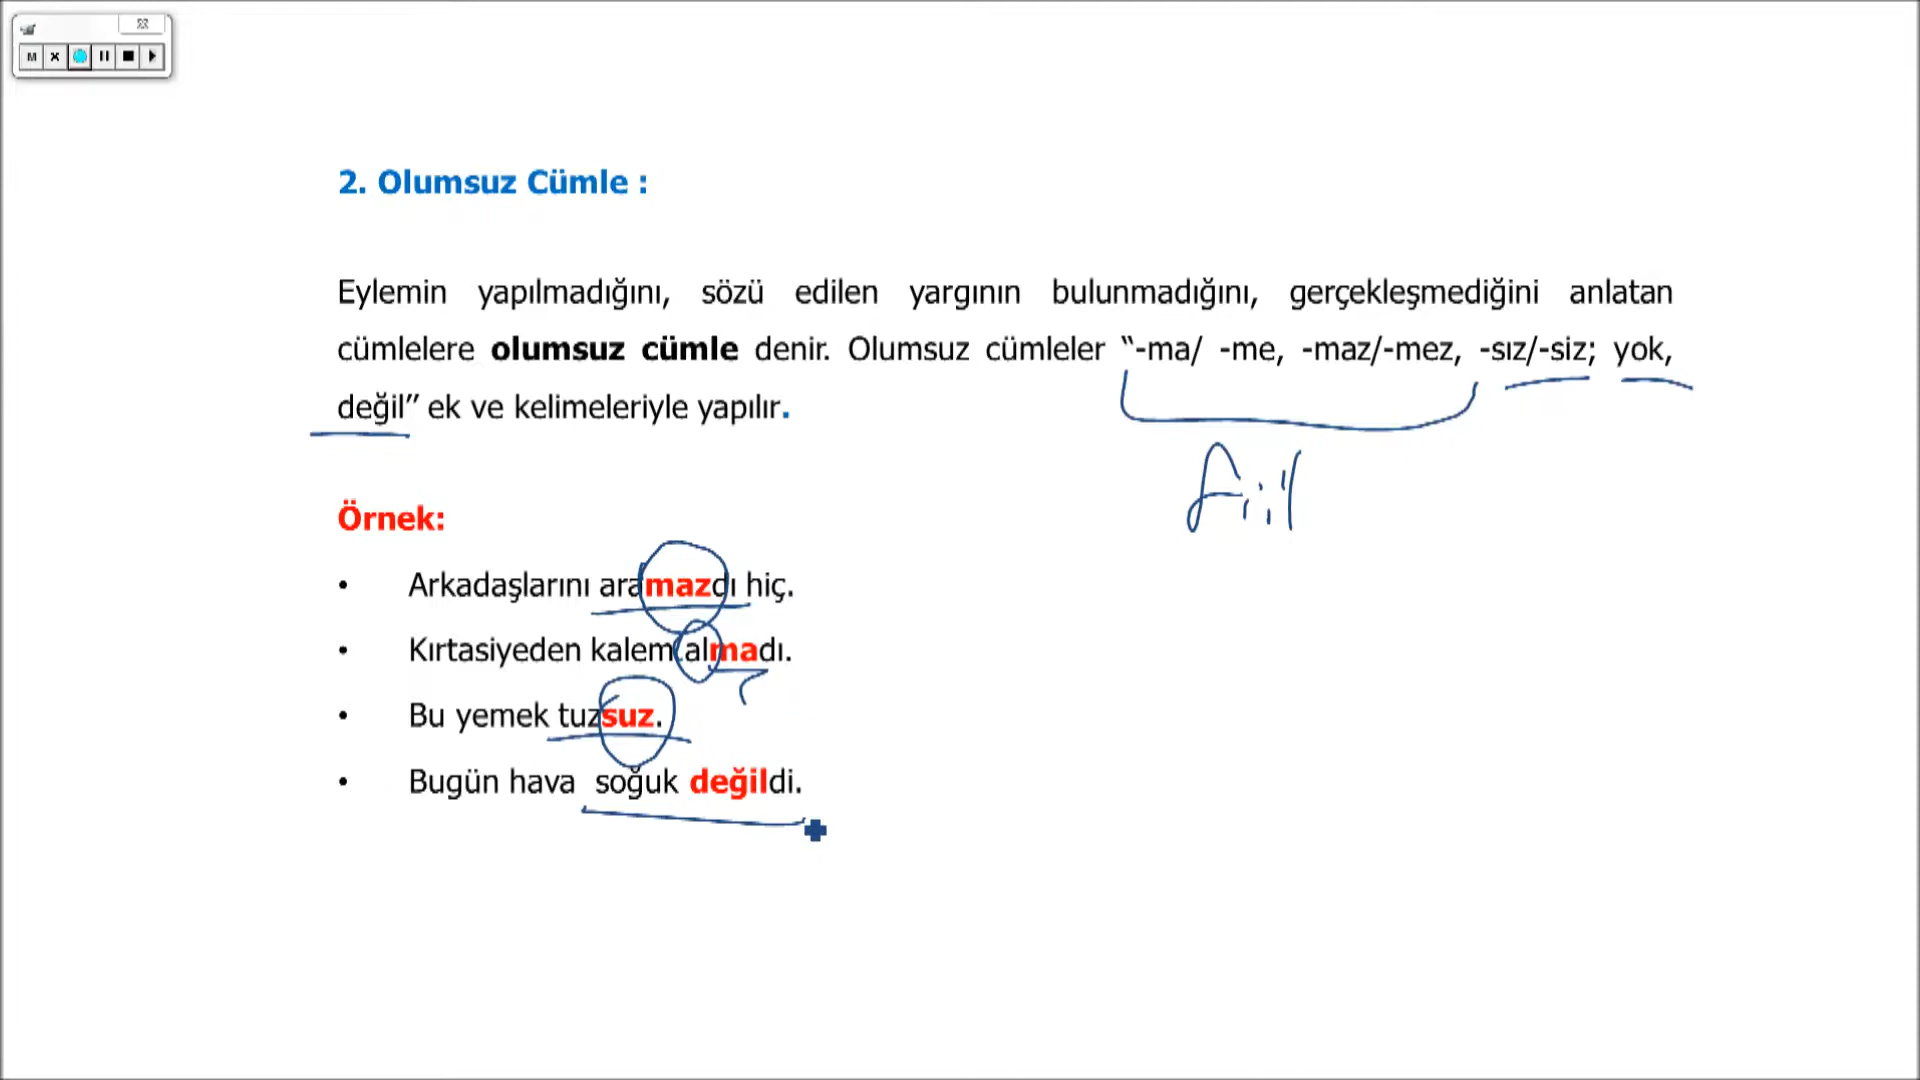 M
2. Olumsuz Cümle :
Eylemin yapılmadığını, sözü edilen yargının bulunmadığını, gerçekleşmediğini anlatan
cümlelere olumsuz cümle denir. Olumsuz cümleler “-ma/ -me, -maz/-mez, -sız/-siz; yok,
değil” ek ve kelimeleriyle yapılır.
fiil
Örnek:
• Arkadaşlarını aramazdı hiç.
• Kırtasiyeden kalem almadı.
• Bu yemek tuzsuz.
• Bugün hava soğuk değildi.